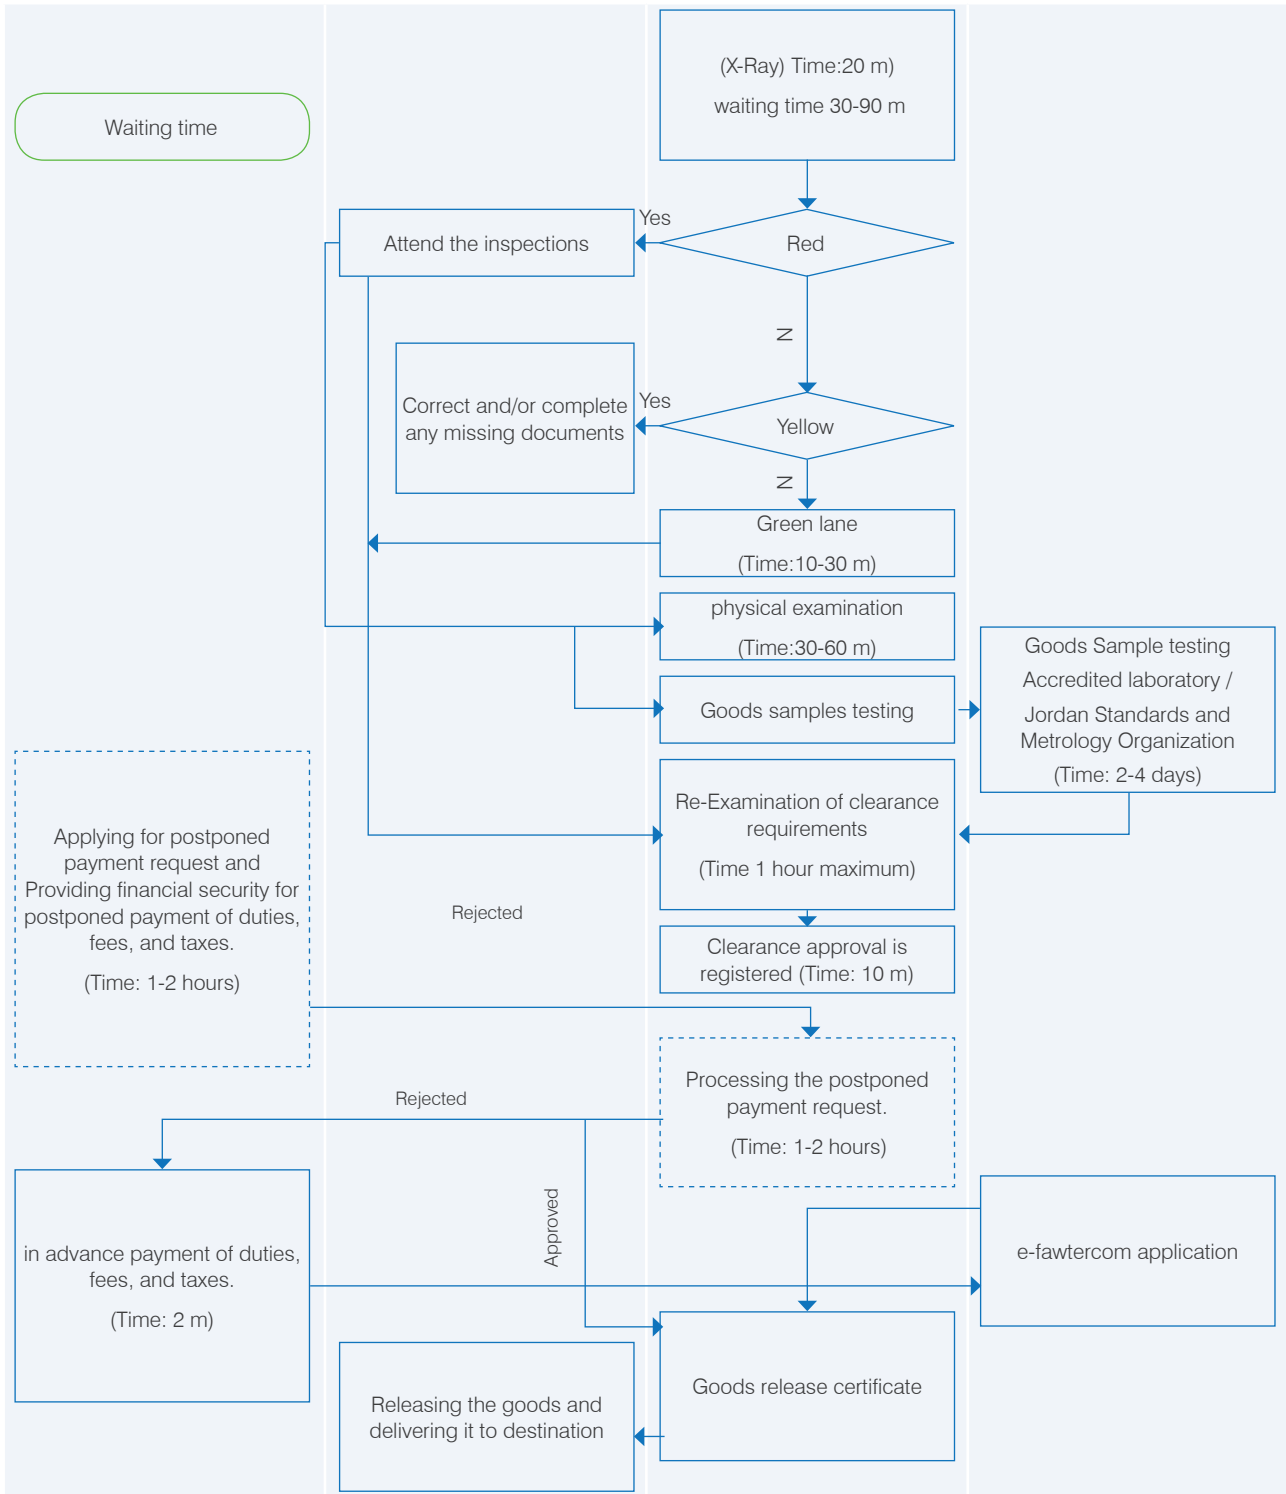 (X-Ray) Time:20 m)
waiting time 30-90 m
Waiting time
Yes
Attend the inspections
Red
N
Correct and/or complete
any missing documents
Yes
Yellow
N
Green lane
(Time:10-30 m)
physical examination
(Time:30-60 m)
Goods samples testing
Goods Sample testing
Accredited laboratory /
Jordan Standards and
Metrology Organization
(Time: 2-4 days)
Re-Examination of clearance
requirements
(Time 1 hour maximum)
Applying for postponed
payment request and
Providing financial security for
postponed payment of duties,
fees, and taxes.
(Time: 1-2 hours)
Rejected
Clearance approval is
registered (Time: 10 m)
Processing the postponed
payment request.
(Time: 1-2 hours)
Rejected
Approved
in advance payment of duties,
fees, and taxes.
(Time: 2 m)
e-fawtercom application
Goods release certificate
Releasing the goods and
delivering it to destination